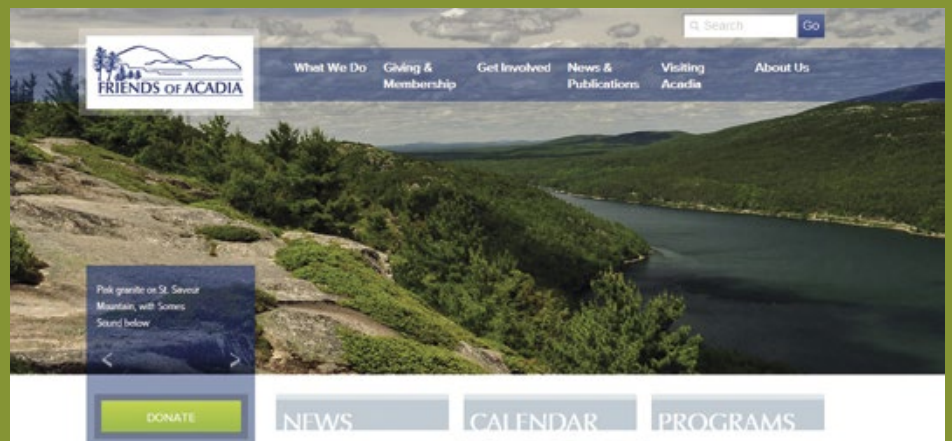 Search
Go
FRIENDS OF ACADIA
What We Do
Giving &
Membership
Get Involved
News &
Publications
Visiting
Acadia
About Us
Pink granite on St. Saveur
Mountain, with Somes
Sound below
< >
DONATE
NEWS
CALENDAR
PROGRAMS